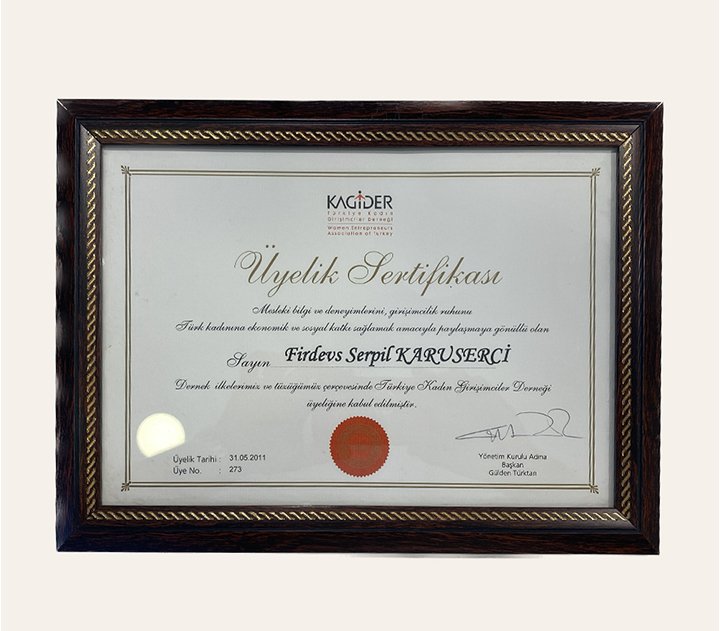 KAGİDER
Türkiye Kadın
Girişimciler Derneği
Women Entrepreneurs
Association of Turkey
Üyelik Sertifikası
Mesleki bilgi ve deneyimlerini, girişimcilik ruhunu
Türk kadınına ekonomik ve sosyal katkı sağlamak amacıyla paylaşmaya gönüllü olan
Sayın Firdevs Serpil KARUSERCİ
Dernek ilkelerimiz ve tüzüğümüz çerçevesinde Türkiye Kadın Girişimciler Derneği
üyeliğine kabul edilmiştir.
Üyelik Tarihi : 31.05.2011
Üye No. : 273
Yönetim Kurulu Adına
Başkan
Gülden Türktan